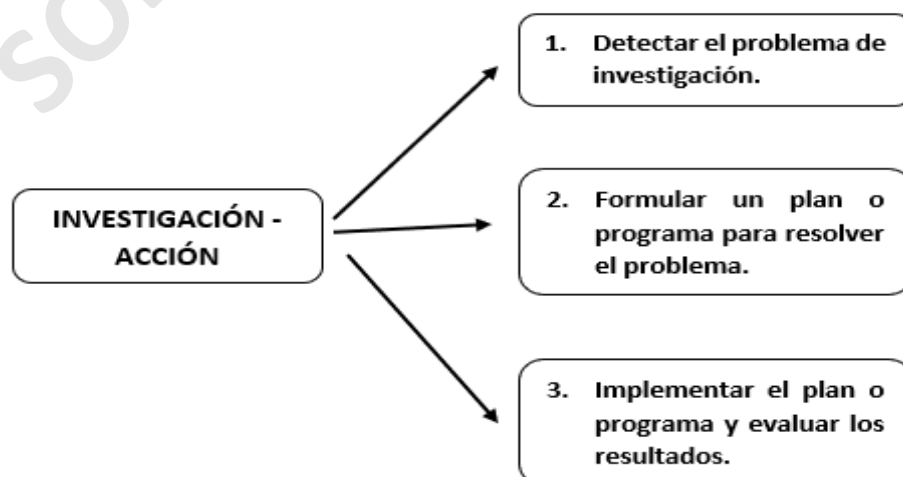 SO
1. Detectar el problema de
investigación.
INVESTIGACIÓN -
ACCIÓN
2. Formular un plan o
programa para resolver
el problema.
3. Implementar el plan o
programa y evaluar los
resultados.